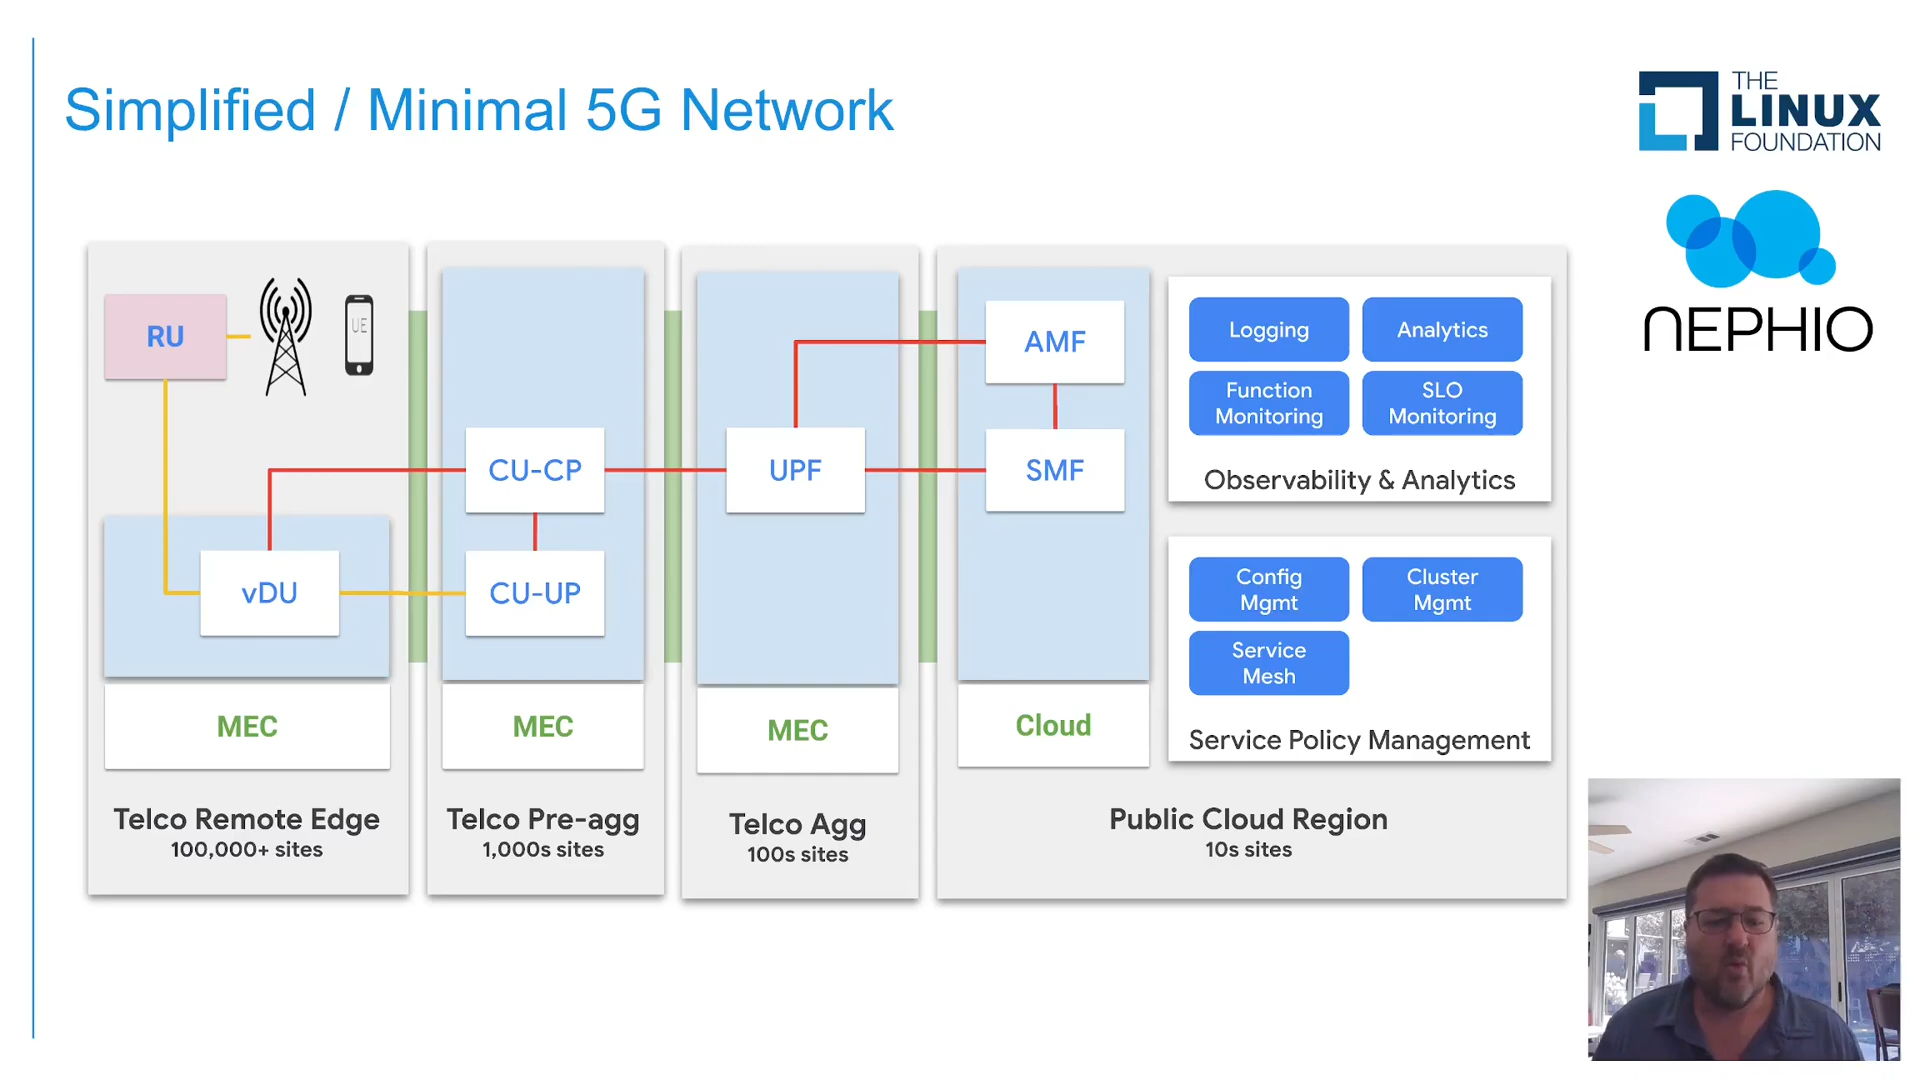 Simplified / Minimal 5G Network
THE
LINUX
FOUNDATION
NEPHIO
RU
UE
vDU
MEC
Telco Remote Edge
100,000+ sites
CU-CP
CU-UP
MEC
Telco Pre-agg
1,000s sites
UPF
MEC
Telco Agg
100s sites
AMF
SMF
Cloud
Logging
Analytics
Function
Monitoring
SLO
Monitoring
Observability & Analytics
Config
Mgmt
Cluster
Mgmt
Service
Mesh
Service Policy Management
Public Cloud Region
10s sites